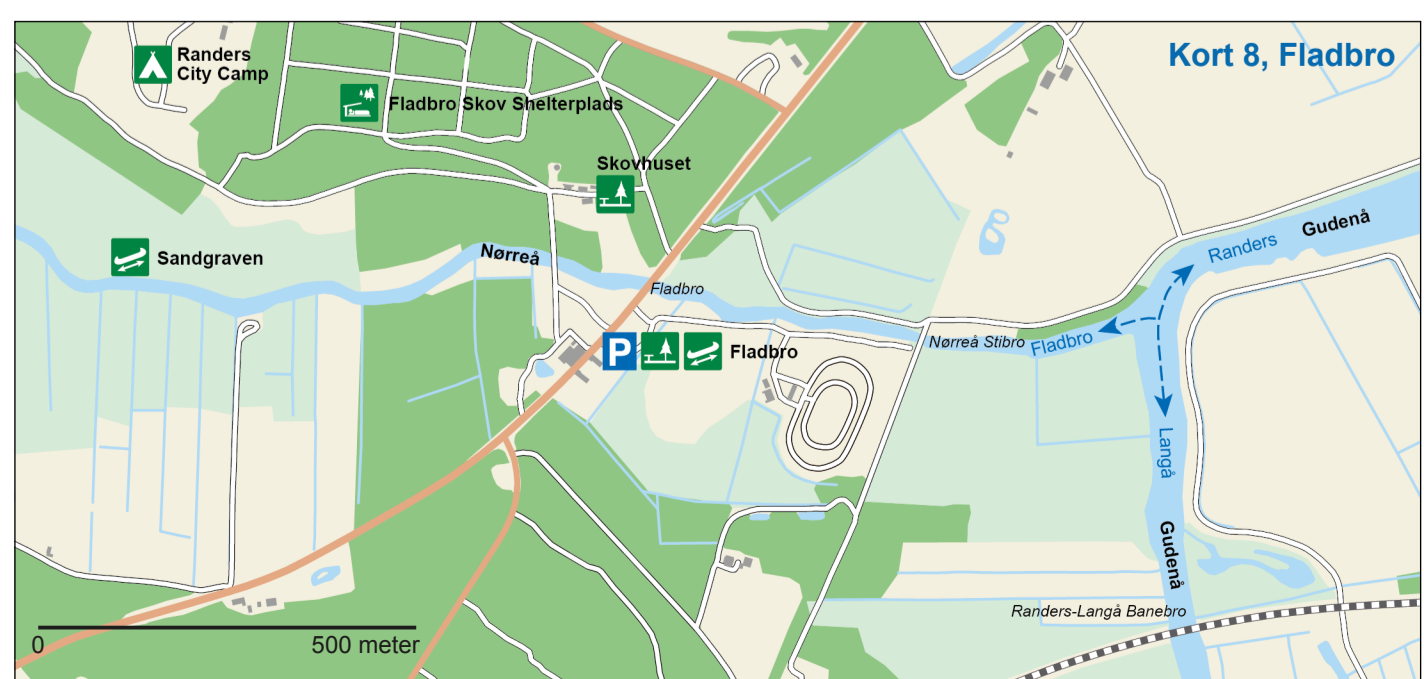 Kort 8, Fladbro
Randers
City Camp
Fladbro Skov Shelterplads
Skovhuset
Sandgraven
Nørreå
Fladbro
P
Fladbro
Nørreå Stibro
Fladbro
Randers
Gudenå
Langå
Gudenå
Randers-Langå Banebro
0
500 meter